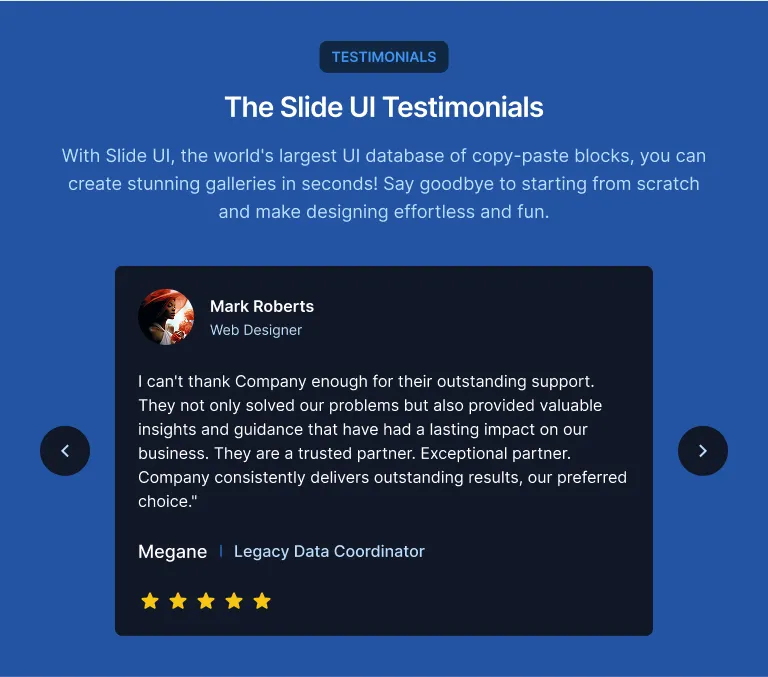 TESTIMONIALS
The Slide UI Testimonials
With Slide UI, the world's largest UI database of copy-paste blocks, you can
create stunning galleries in seconds! Say goodbye to starting from scratch
and make designing effortless and fun.
Mark Roberts
Web Designer
I can't thank Company enough for their outstanding support.
They not only solved our problems but also provided valuable
insights and guidance that have had a lasting impact on our
business. They are a trusted partner. Exceptional partner.
Company consistently delivers outstanding results, our preferred
choice."
Megane | Legacy Data Coordinator